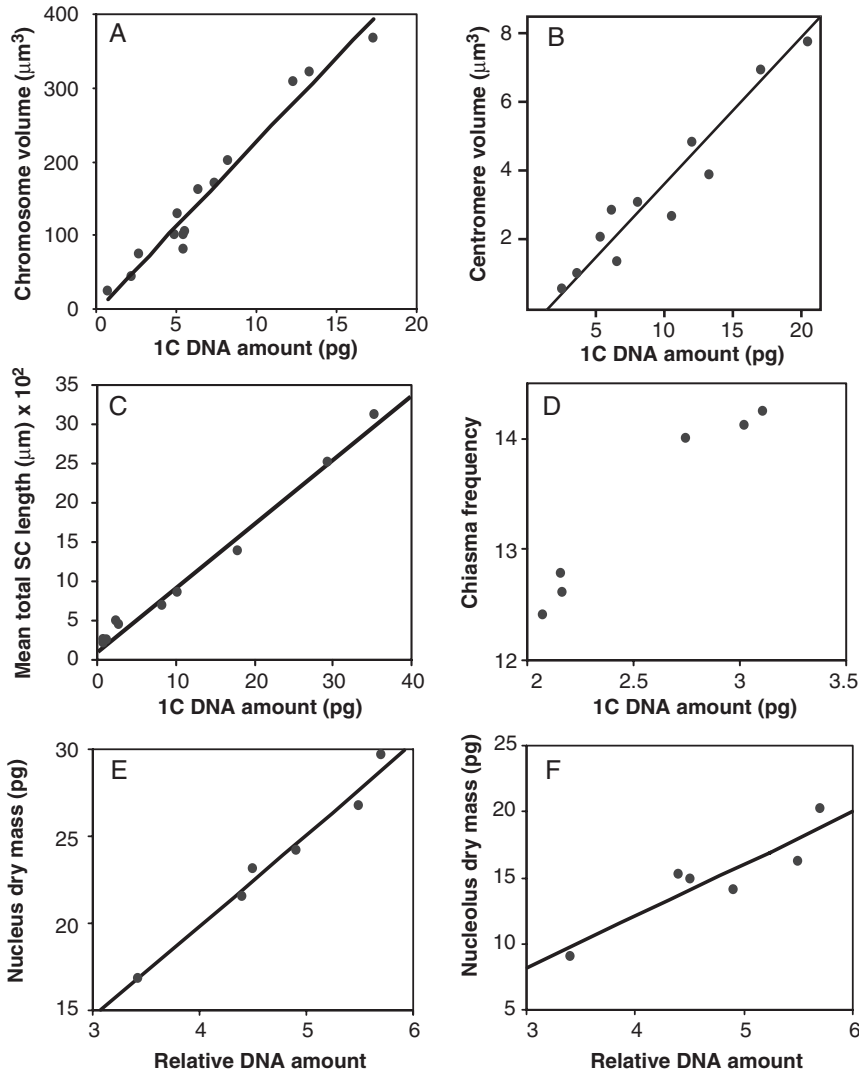 A
Chromosome volume (μm³)
400
300
200
100
0
0 5 10 15 20
1C DNA amount (pg)
B
Centromere volume (μm³)
8
6
4
2
5 10 15 20
1C DNA amount (pg)
C
Mean total SC length (μm) x 10²
35
30
25
20
15
10
5
0
0 10 20 30 40
1C DNA amount (pg)
D
Chiasma frequency
14
13
12
2 2.5 3 3.5
1C DNA amount (pg)
E
Nucleus dry mass (pg)
30
25
20
15
3 4 5 6
Relative DNA amount
F
Nucleolus dry mass (pg)
25
20
15
10
5
3 4 5 6
Relative DNA amount